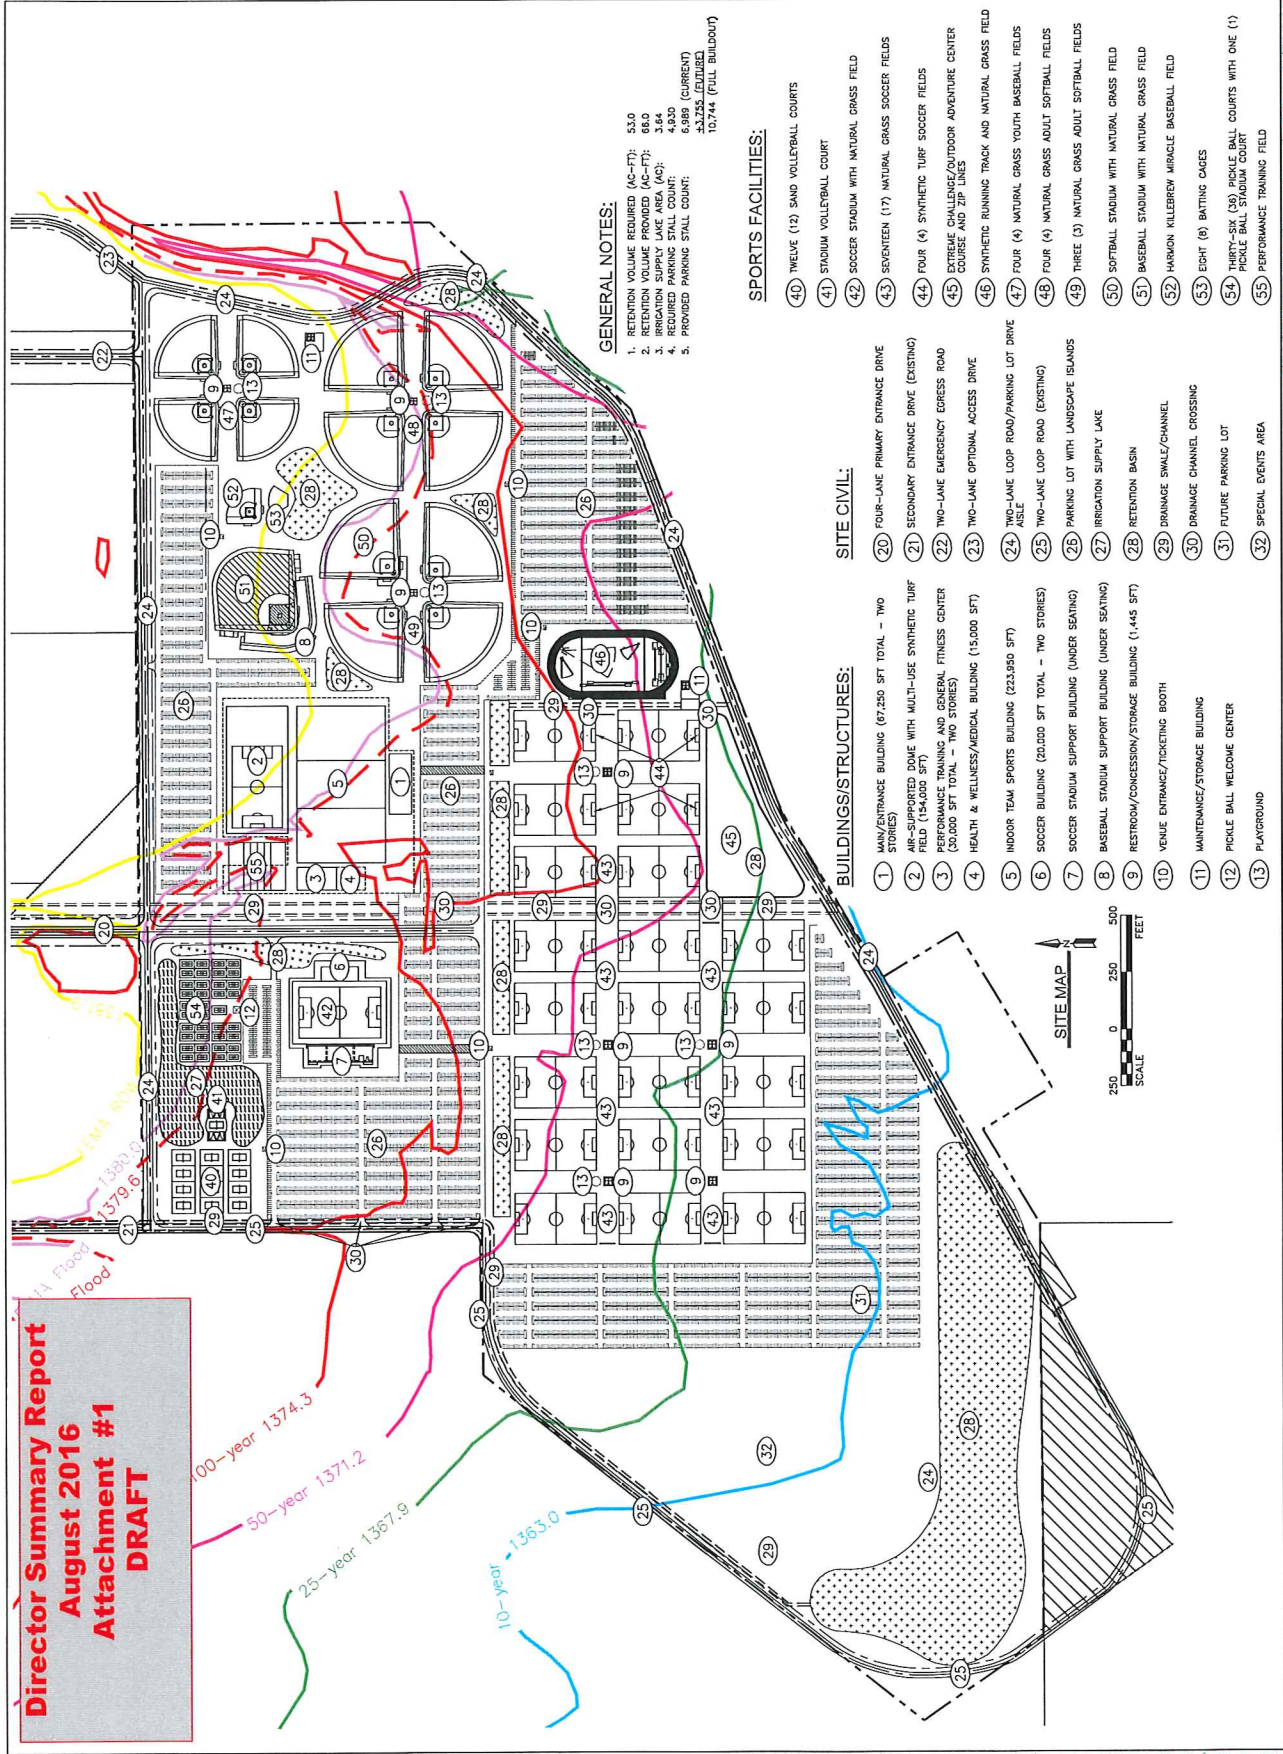 Director Summary Report
August 2016
Attachment #1
DRAFT
FEMA Flood
Flood
1379.6
1380.0
100-year 1374.3
50-year 1371.2
25-year 1367.9
10-year - 1363.0
GENERAL NOTES:
1. RETENTION VOLUME REQUIRED (AC-FT): 53.0
2. RETENTION VOLUME PROVIDED (AC-FT): 66.0
3. IRRIGATION SUPPLY LAKE AREA (AC): 3.64
4. REQUIRED PARKING STALL COUNT: 4,930
5. PROVIDED PARKING STALL COUNT: 6,989 (CURRENT)
±3,755 (FUTURE)
10,744 (FULL BUILDOUT)
BUILDINGS/STRUCTURES:
1 MAIN/ENTRANCE BUILDING (67,250 SFT TOTAL - TWO
STORIES)
2 AIR-SUPPORTED DOME WITH MULTI-USE SYNTHETIC TURF
FIELD (154,000 SFT)
3 PERFORMANCE TRAINING AND GENERAL FITNESS CENTER
(30,000 SFT TOTAL - TWO STORIES)
4 HEALTH & WELLNESS/MEDICAL BUILDING (15,000 SFT)
5 INDOOR TEAM SPORTS BUILDING (223,950 SFT)
6 SOCCER BUILDING (220,000 SFT TOTAL - TWO STORIES)
7 SOCCER STADIUM SUPPORT BUILDING (UNDER SEATING)
8 BASEBALL STADIUM SUPPORT BUILDING (UNDER SEATING)
9 RESTROOM/CONCESSION/STORAGE BUILDING (1,445 SFT)
10 VENUE ENTRANCE/TICKETING BOOTH
11 MAINTENANCE/STORAGE BUILDING
12 PICKLE BALL WELCOME CENTER
13 PLAYGROUND
SITE CIVIL:
20 FOUR-LANE PRIMARY ENTRANCE DRIVE
21 SECONDARY ENTRANCE DRIVE (EXISTING)
22 TWO-LANE EMERGENCY EGRESS ROAD
23 TWO-LANE OPTIONAL ACCESS DRIVE
24 TWO-LANE LOOP ROAD/PARKING LOT DRIVE
AISLE
25 TWO-LANE LOOP ROAD (EXISTING)
26 PARKING LOT WITH LANDSCAPE ISLANDS
27 IRRIGATION SUPPLY LAKE
28 RETENTION BASIN
29 DRAINAGE SWALE/CHANNEL
30 DRAINAGE CHANNEL CROSSING
31 FUTURE PARKING LOT
32 SPECIAL EVENTS AREA
SPORTS FACILITIES:
40 TWELVE (12) SAND VOLLEYBALL COURTS
41 STADIUM VOLLEYBALL COURT
42 SOCCER STADIUM WITH NATURAL GRASS FIELD
43 SEVENTEEN (17) NATURAL GRASS SOCCER FIELDS
44 FOUR (4) SYNTHETIC TURF SOCCER FIELDS
45 EXTREME CHALLENGE/OUTDOOR ADVENTURE CENTER
COURSE AND ZIP LINES
46 SYNTHETIC RUNNING TRACK AND NATURAL GRASS FIELD
47 FOUR (4) NATURAL GRASS YOUTH BASEBALL FIELDS
48 FOUR (4) NATURAL GRASS ADULT SOFTBALL FIELDS
49 THREE (3) NATURAL GRASS ADULT SOFTBALL FIELDS
50 SOFTBALL STADIUM WITH NATURAL GRASS FIELD
51 BASEBALL STADIUM WITH NATURAL GRASS FIELD
52 HARMON KILLEBREW MIRACLE BASEBALL FIELD
53 EIGHT (8) BATTING CAGES
54 THIRTY-SIX (36) PICKLE BALL COURTS WITH ONE (1)
PICKLE BALL STADIUM COURT
55 PERFORMANCE TRAINING FIELD
SITE MAP
N
250 0 250 500
SCALE FEET